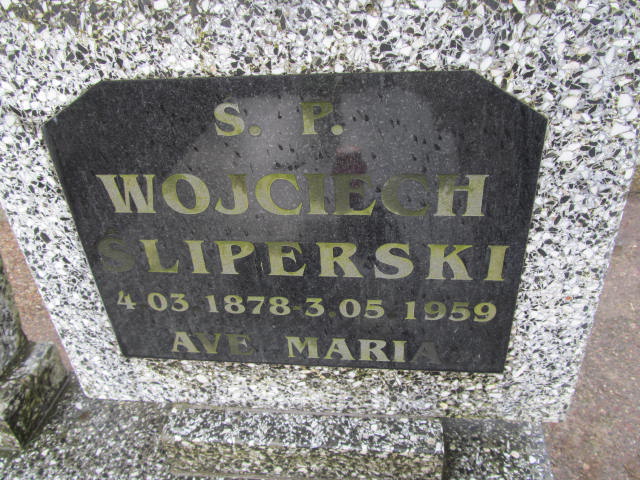 S. P.
WOJCIECH
SLIPERSKI
4 03 1878-3.05 1959
AVE MARIA